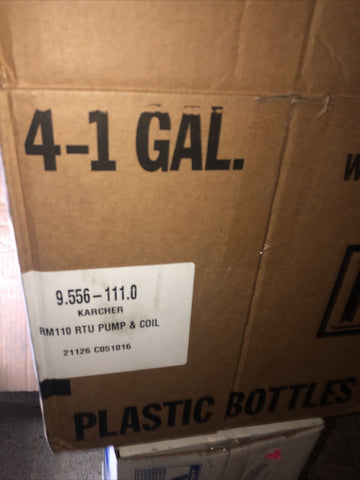 4-1 GAL.
9.556-111.0
KARCHER
RM110 RTU PUMP & COIL
21126 C051016
PLASTIC BOTTLES